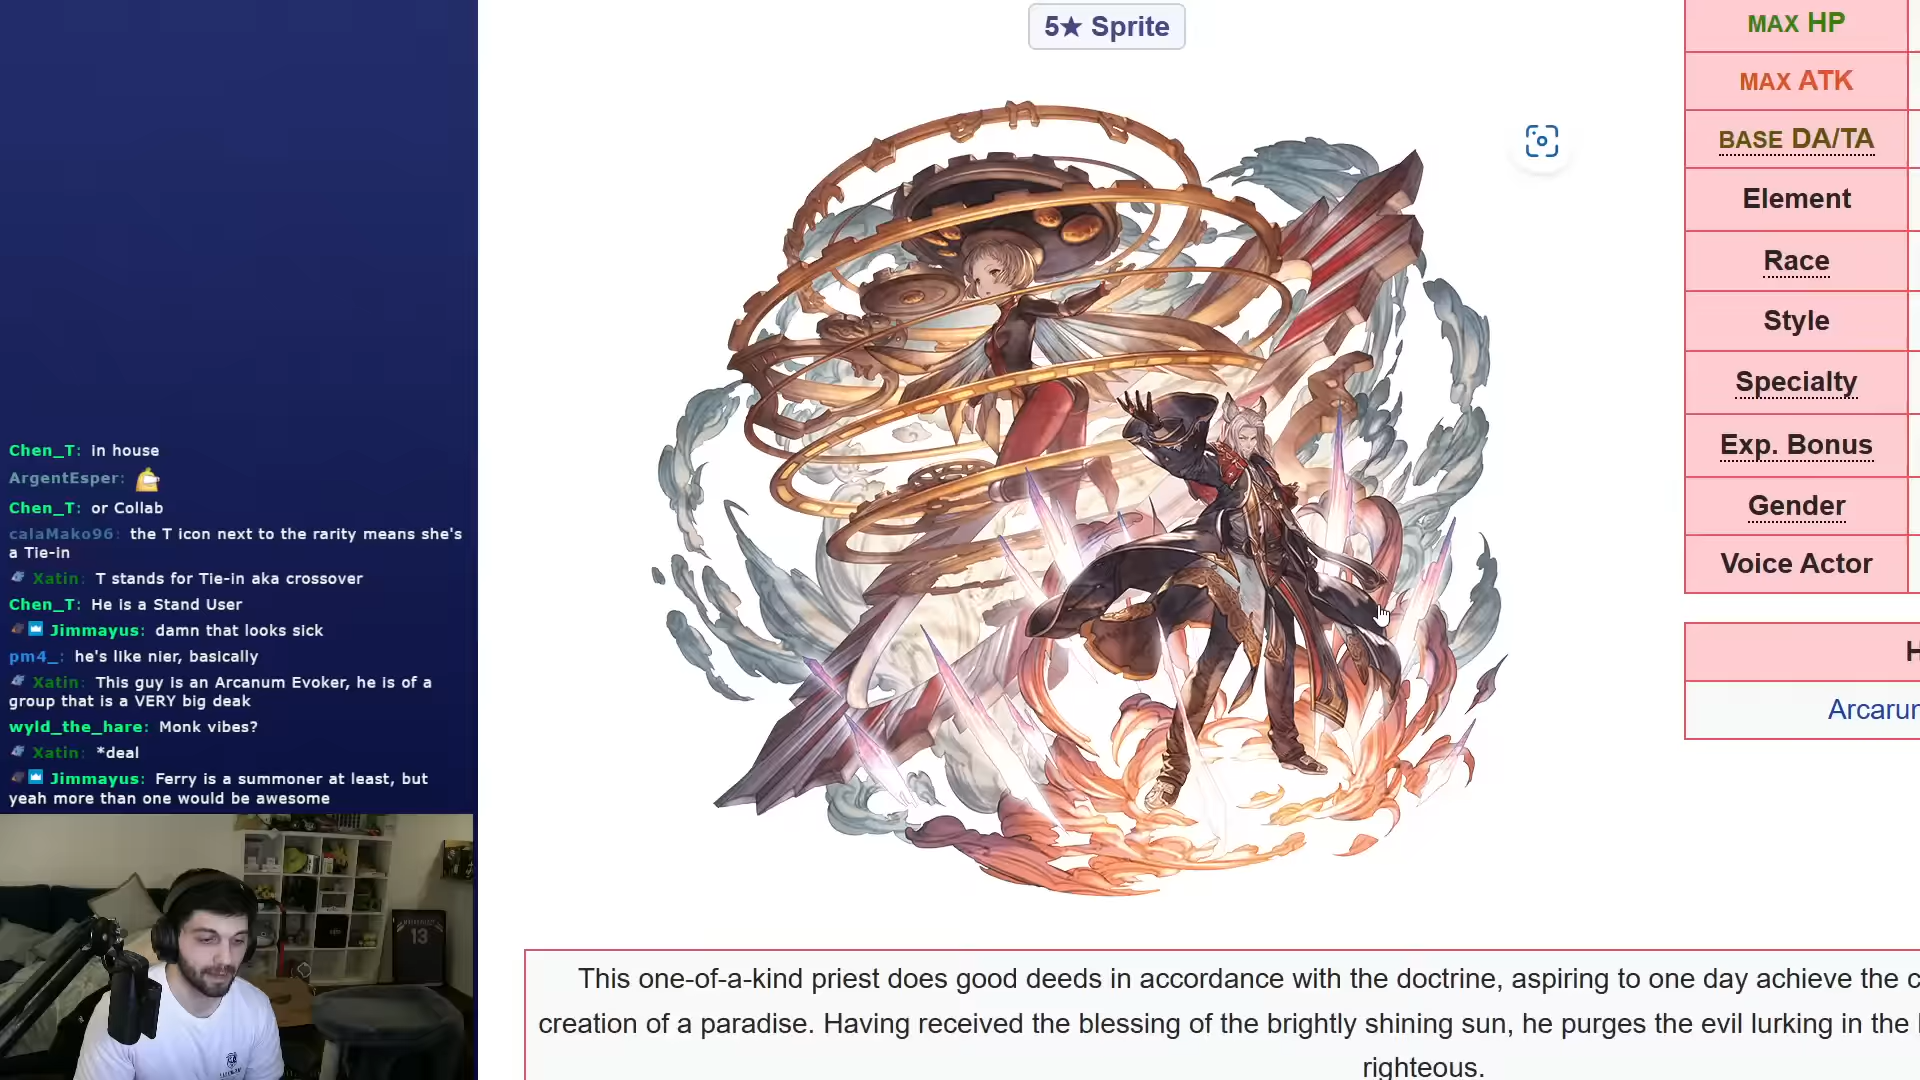 5★ Sprite
MAX HP
MAX ATK
BASE DA/TA
Element
Race
Style
Specialty
Exp. Bonus
Gender
Voice Actor
H
Arcarur
Chen_T: in house
ArgentEsper:
Chen_T: or Collab
calaMako96: the T icon next to the rarity means she's
a Tie-in
Xatin: T stands for Tie-in aka crossover
Chen_T: He is a Stand User
Jimmayus: damn that looks sick
pm4_: he's like nier, basically
Xatin: This guy is an Arcanum Evoker, he is of a
group that is a VERY big deak
wyld_the_hare: Monk vibes?
Xatin: *deal
Jimmayus: Ferry is a summoner at least, but
yeah more than one would be awesome
13
This one-of-a-kind priest does good deeds in accordance with the doctrine, aspiring to one day achieve the c
creation of a paradise. Having received the blessing of the brightly shining sun, he purges the evil lurking in the
righteous.